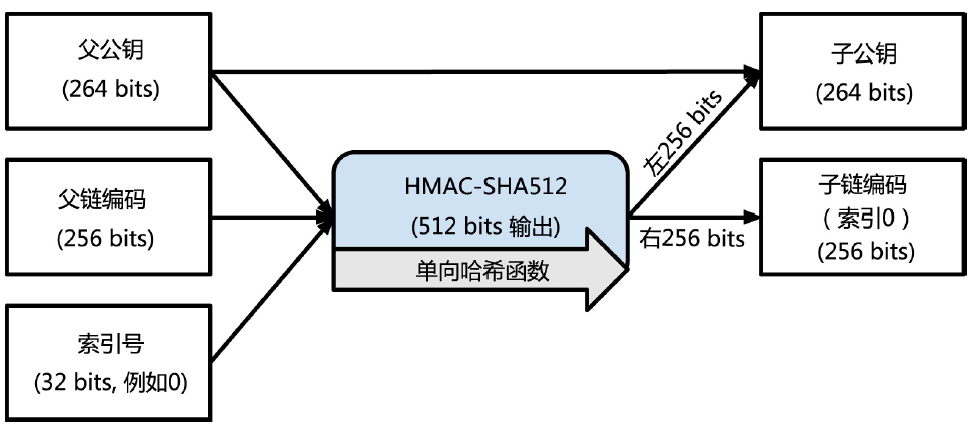 父公钥
(264 bits)
父链编码
(256 bits)
索引号
(32 bits, 例如0)
HMAC-SHA512
(512 bits 输出)
单向哈希函数
左256 bits
右256 bits
子公钥
(264 bits)
子链编码
（索引0）
(256 bits)